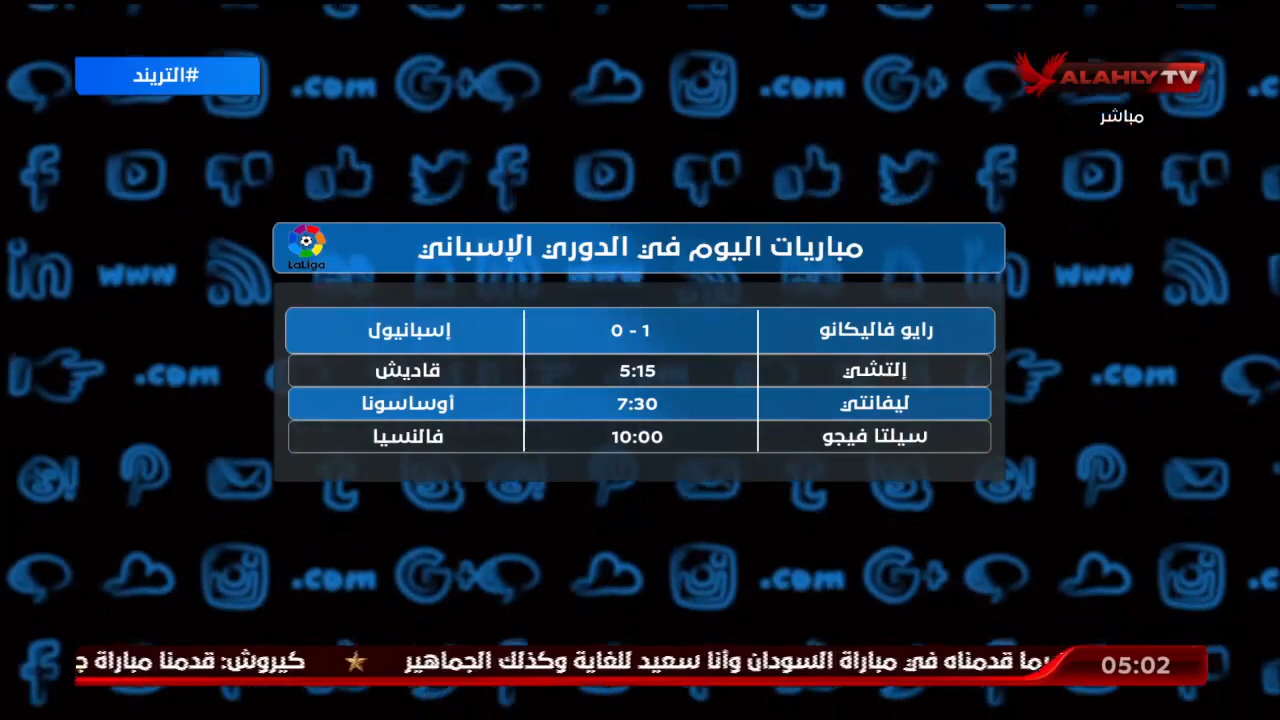 #التريند
ALAHLY TV
مباشر
مباريات اليوم في الدوري الإسباني
LaLiga
رايو فاليكانو 1 - 0 إسبانيول
إلتشي 5:15 قاديش
ليفانتي 7:30 أوساسونا
سيلتا فيجو 10:00 فالنسيا
قدمناه في مباراة السودان وأنا سعيد للغاية وكذلك الجماهير كيروش: قدمنا مباراة
05:02